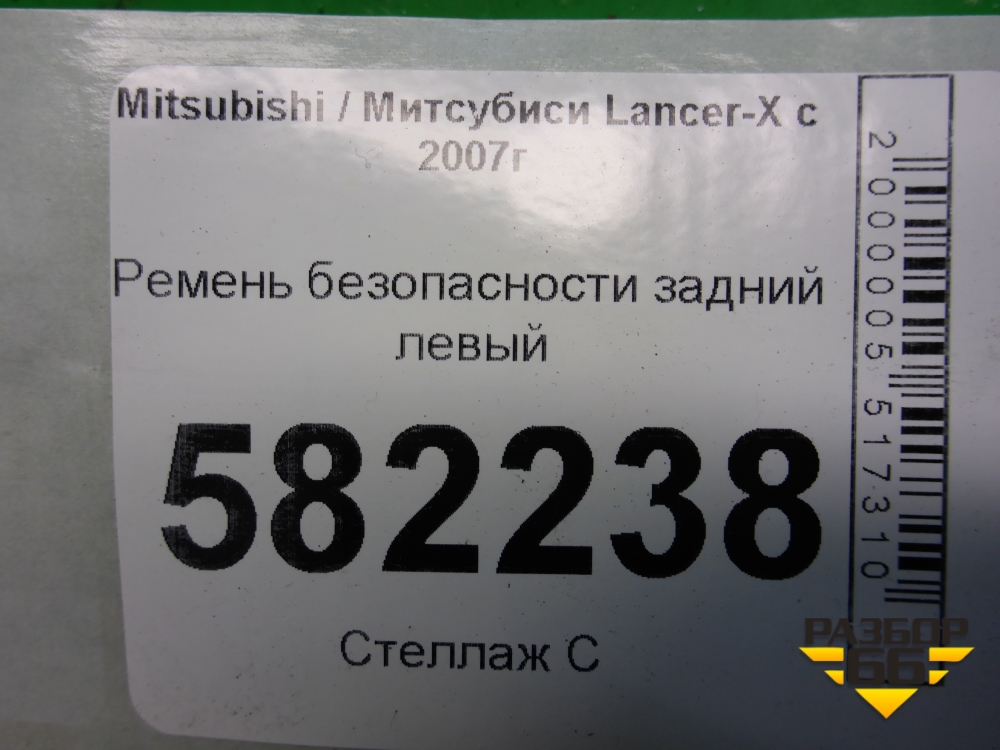 Mitsubishi / Митсубиси Lancer-X с
2007г
Ремень безопасности задний
левый
582238
Стеллаж С
2000005517310
РАЗБОР
66